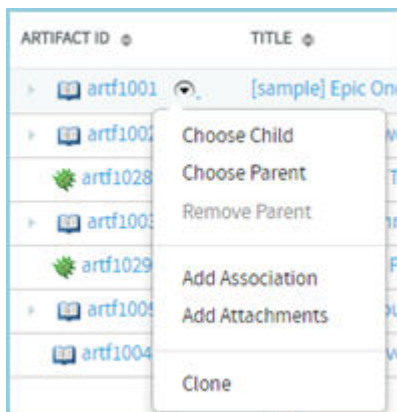 ARTIFACT ID TITLE
artf1001 [sample] Epic
artf1002
Choose Child
artf1028
Choose Parent
Remove Parent
artf1003
artf1029
Add Association
artf1005
Add Attachments
artf1004
Clone